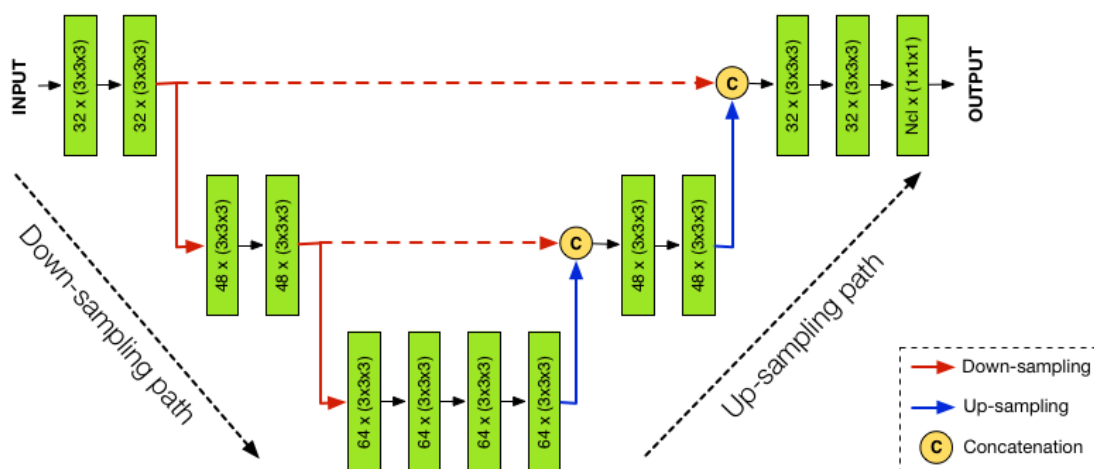 INPUT
32 x (3x3x3)
32 x (3x3x3)
C
32 x (3x3x3)
32 x (3x3x3)
Ncl x (1x1x1)
OUTPUT
48 x (3x3x3)
48 x (3x3x3)
C
48 x (3x3x3)
48 x (3x3x3)
Down-sampling path
64 x (3x3x3)
64 x (3x3x3)
64 x (3x3x3)
64 x (3x3x3)
Up-sampling path
Down-sampling
Up-sampling
C Concatenation